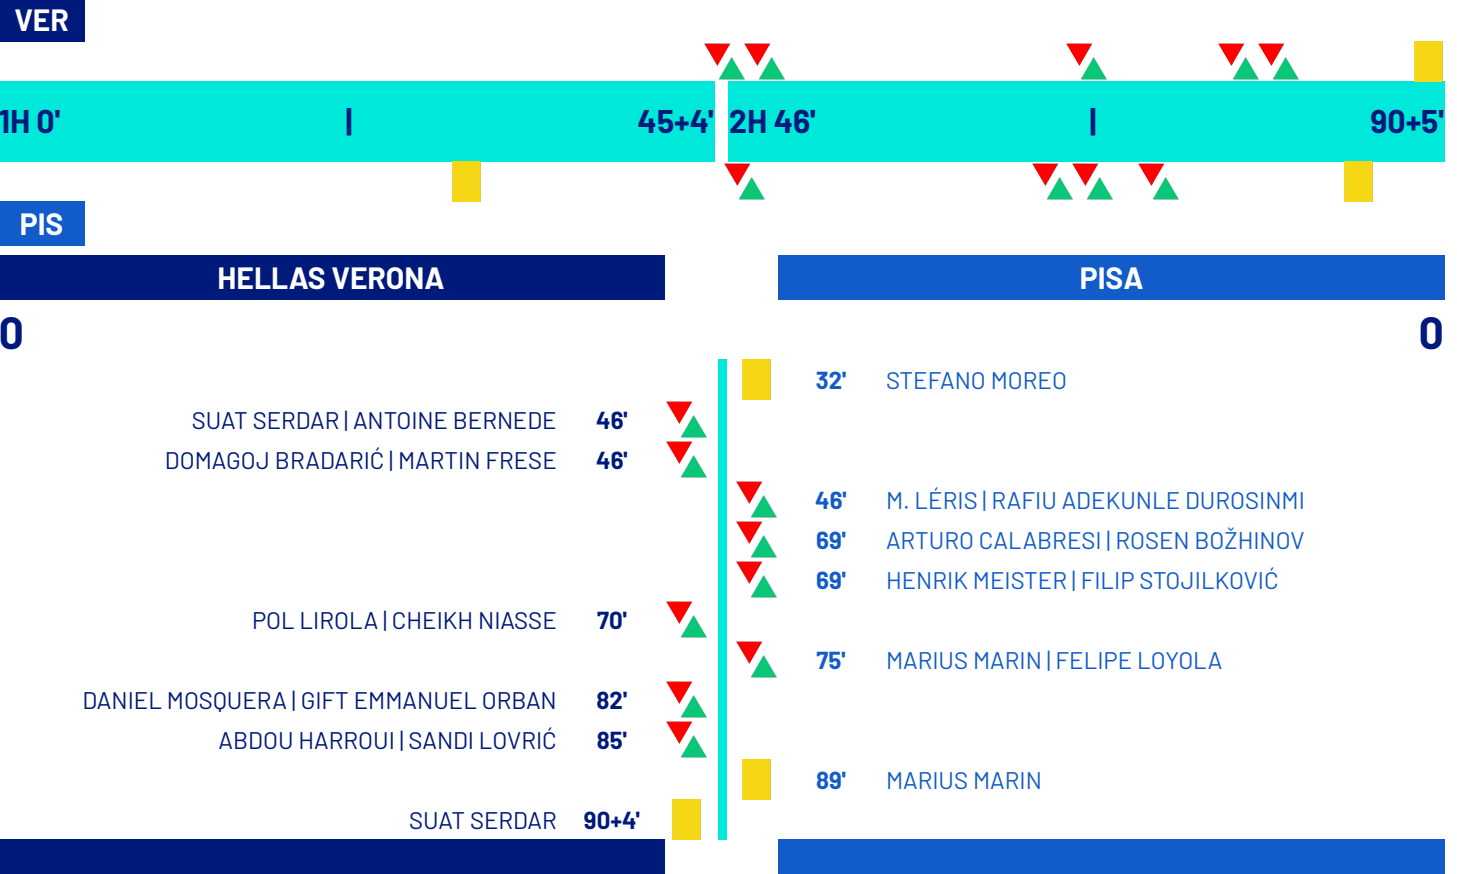 VER
1H 0' | 45+4' 2H 46' | 90+5'
PIS
HELLAS VERONA
PISA
0
0
32' STEFANO MOREO
SUAT SERDAR | ANTOINE BERNEDE 46'
DOMAGOJ BRADARIĆ | MARTIN FRESE 46'
46' M. LÉRIS | RAFIU ADEKUNLE DUROSINMI
69' ARTURO CALABRESI | ROSEN BOŽHINOV
69' HENRIK MEISTER | FILIP STOJILKOVIĆ
POL LIROLA | CHEIKH NIASSE 70'
75' MARIUS MARIN | FELIPE LOYOLA
DANIEL MOSQUERA | GIFT EMMANUEL ORBAN 82'
ABDOU HARROUI | SANDI LOVRIĆ 85'
89' MARIUS MARIN
SUAT SERDAR 90+4'